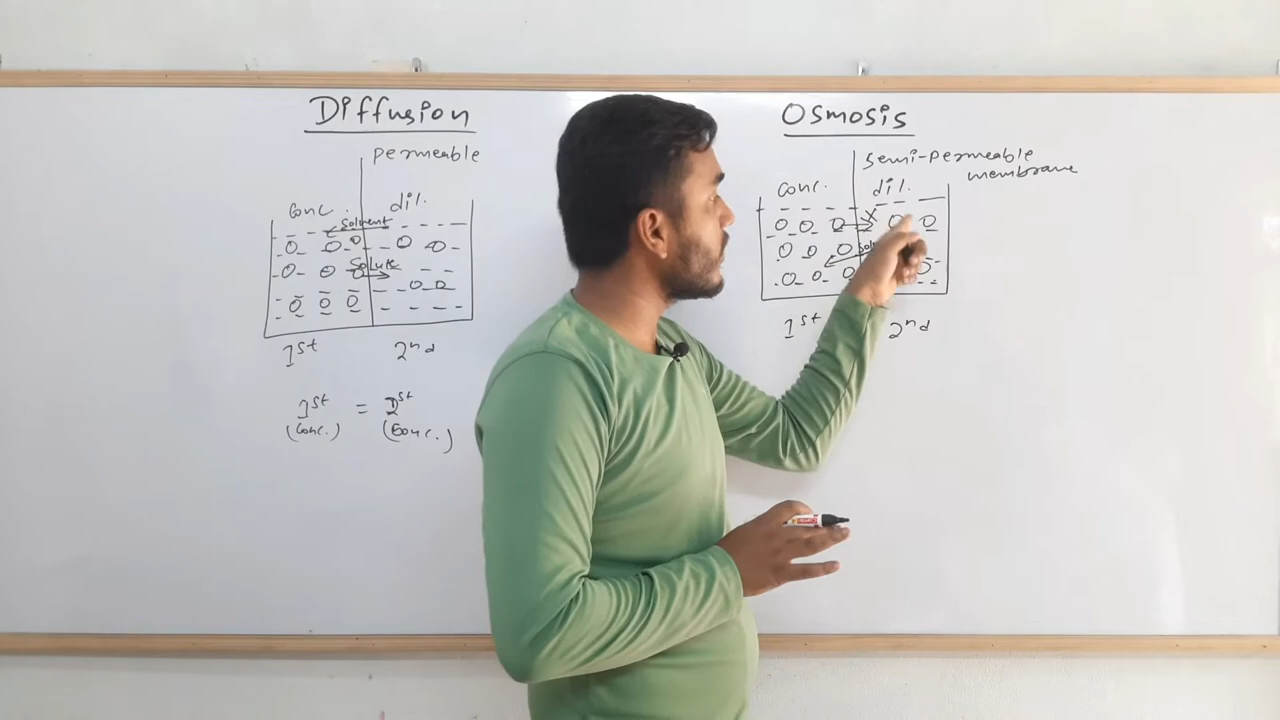 Diffusion
permeable
Conc.
dil.
Solvent
Solute
1st
2nd
1st = 2st
(Conc.) (Conc.)
Osmosis
Semi-permeable
membrane
Conc.
dil.
1st
2nd